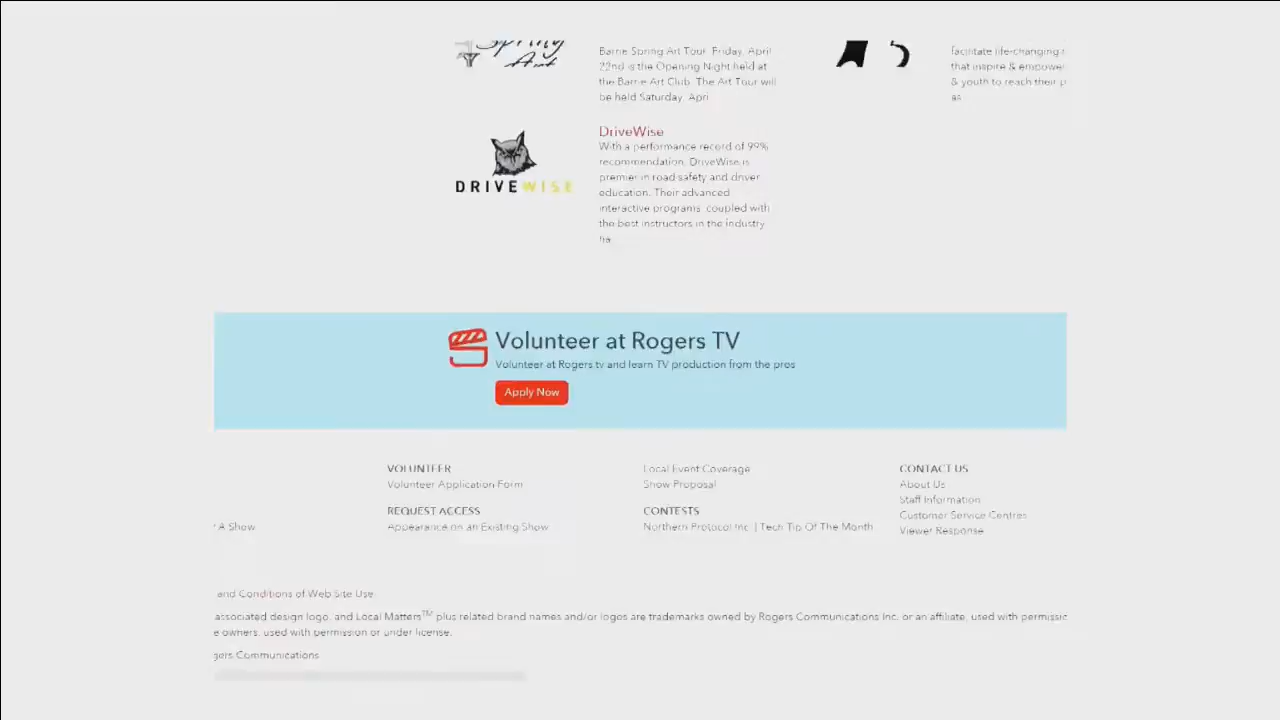 Spring
Art
Barrie Spring Art Tour. Friday, April
22nd is the Opening Night held at
the Barrie Art Club. The Art Tour will
be held Saturday, April
facilitate life-changing
that inspire & empower
& youth to reach their p
as
DriveWise
With a performance record of 99%
recommendation, DriveWise is
premier in road safety and driver
education. Their advanced
interactive programs, coupled with
the best instructors in the industry
ha
DRIVEWISE
Volunteer at Rogers TV
Volunteer at Rogers tv and learn TV production from the pros
Apply Now
VOLUNTEER
Volunteer Application Form
REQUEST ACCESS
Appearance on an Existing Show
r A Show
Local Event Coverage
Show Proposal
CONTESTS
Northern Protocol Inc. | Tech Tip Of The Month
CONTACT US
About Us
Staff Information
Customer Service Centres
Viewer Response
and Conditions of Web Site Use
associated design logo, and Local Matters™ plus related brand names and/or logos are trademarks owned by Rogers Communications Inc. or an affiliate, used with permissic
e owners, used with permission or under license.
gers Communications